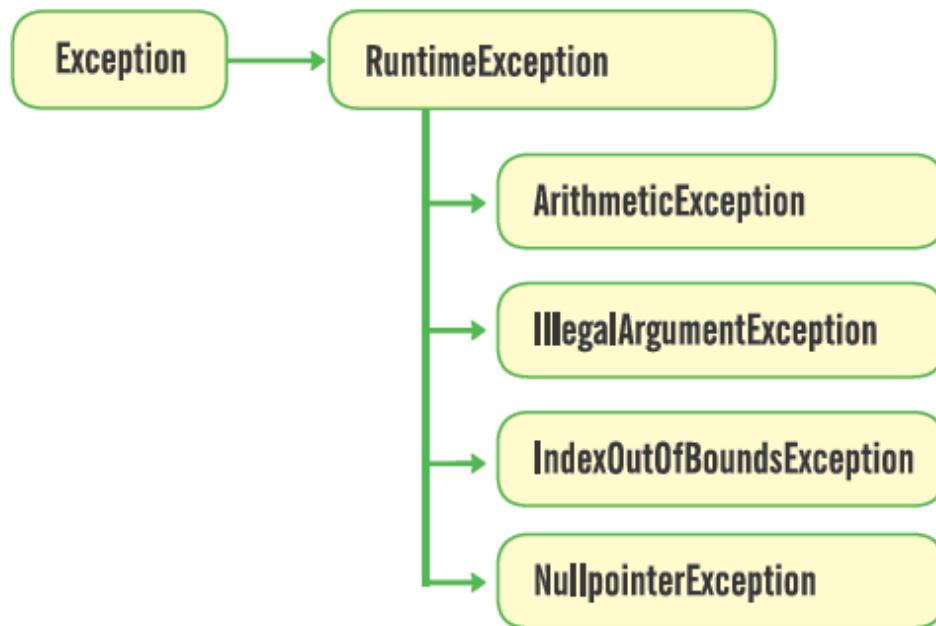 Exception
RuntimeException
ArithmeticException
IllegalArgumentException
IndexOutOfBoundsException
NullpointerException